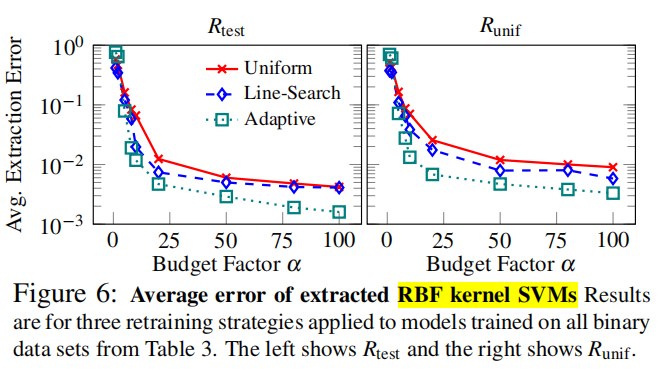 R_test
R_unif
Avg. Extraction Error
10^0
10^−1
10^−2
10^−3
Uniform
Line-Search
Adaptive
0 25 50 75 100
0 25 50 75 100
Budget Factor α
Budget Factor α
Figure 6: Average error of extracted RBF kernel SVMs Results
are for three retraining strategies applied to models trained on all binary
data sets from Table 3. The left shows R_test and the right shows R_unif.